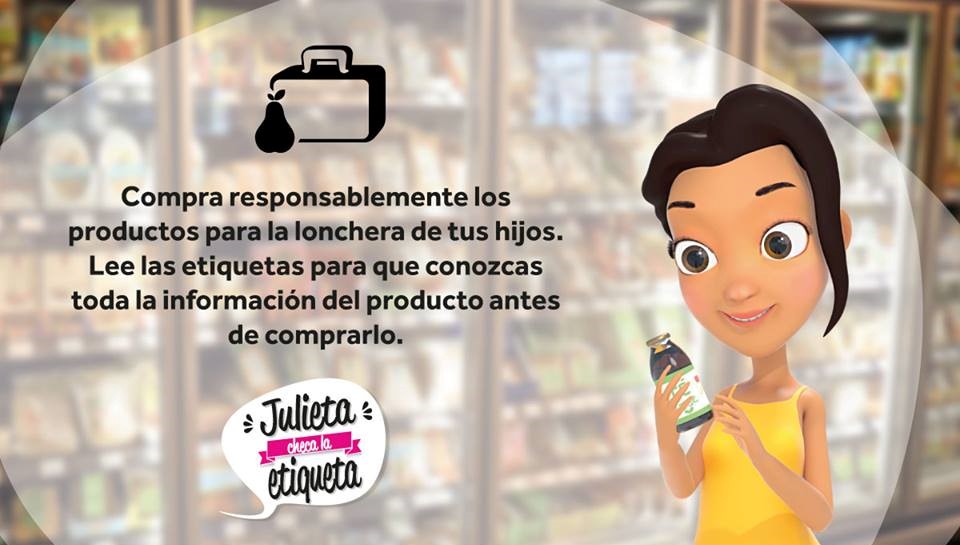 Compra responsablemente los
productos para la lonchera de tus hijos.
Lee las etiquetas para que conozcas
toda la información del producto antes
de comprarlo.
Julieta
checa la
etiqueta